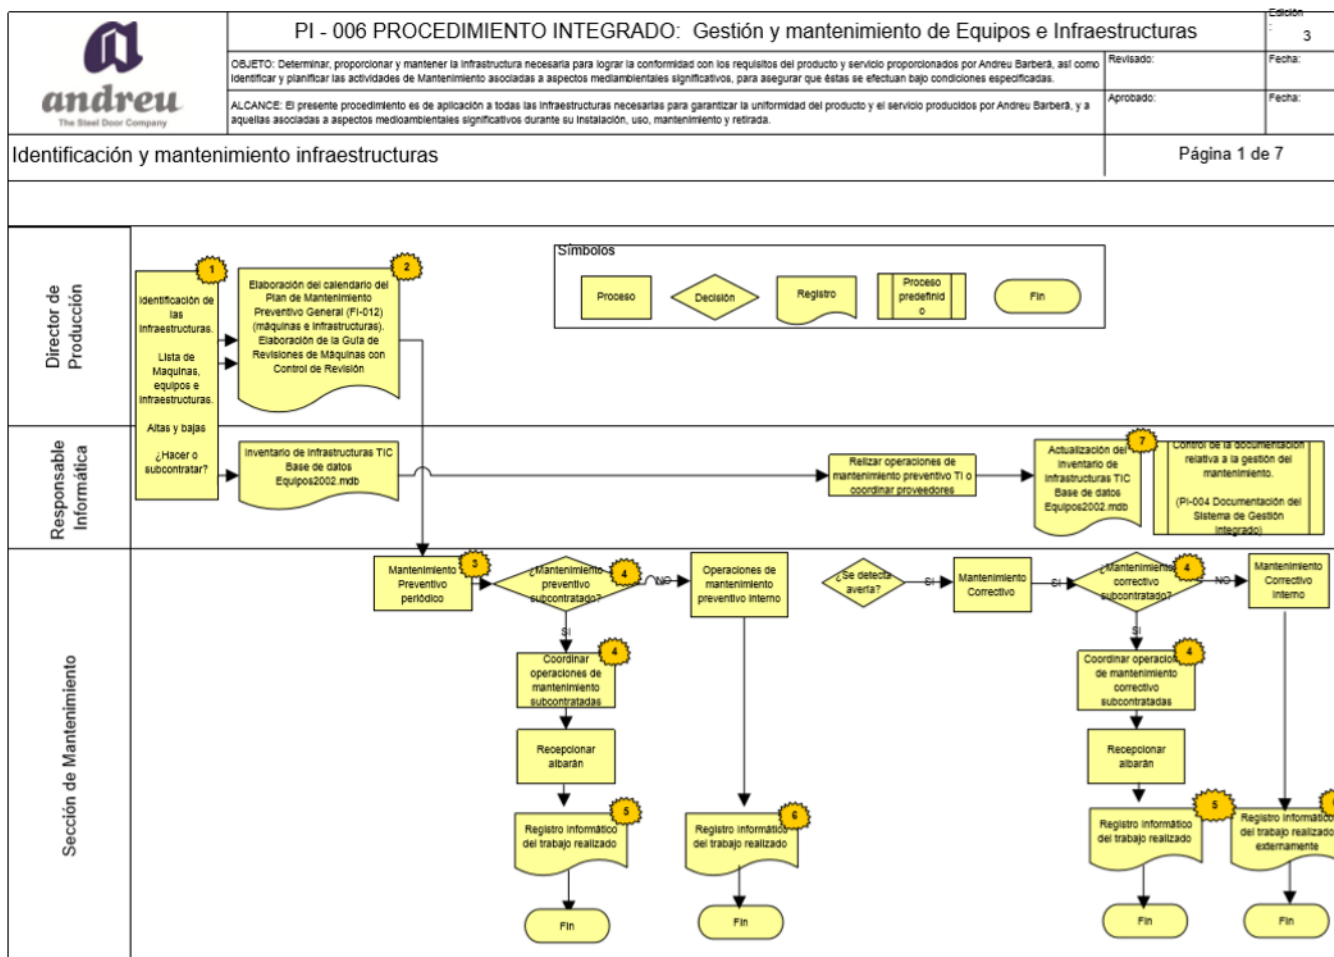 andreu
The Steel Door Company
PI - 006 PROCEDIMIENTO INTEGRADO: Gestión y mantenimiento de Equipos e Infraestructuras
Edición
:
3
OBJETO: Determinar, proporcionar y mantener la infraestructura necesaria para lograr la conformidad con los requisitos del producto y servicio proporcionados por Andreu Barberá, así como
identificar y planificar las actividades de Mantenimiento asociadas a aspectos mediambientales significativos, para asegurar que éstas se efectuan bajo condiciones especificadas.
Revisado:
Fecha:
ALCANCE: El presente procedimiento es de aplicación a todas las infraestructuras necesarias para garantizar la uniformidad del producto y el servicio producidos por Andreu Barberá, y a
aquellas asociadas a aspectos medioambientales significativos durante su instalación, uso, mantenimiento y retirada.
Aprobado:
Fecha:
Identificación y mantenimiento infraestructuras
Página 1 de 7
Director de
Producción
1
Identificación de
las
infraestructuras.
Lista de
Maquinas,
equipos e
infraestructuras.
Altas y bajas
¿Hacer o
subcontratar?
2
Elaboración del calendario del
Plan de Mantenimiento
Preventivo General (FI-012)
(máquinas e infraestructuras).
Elaboración de la Guía de
Revisiones de Máquinas con
Control de Revisión
Símbolos
Proceso
Decisión
Registro
Proceso
predefinid
o
Fin
Responsable
Informática
Inventario de infraestructuras TIC
Base de datos
Equipos2002.mdb
Relizar operaciones de
mantenimiento preventivo TI o
coordinar proveedores
7
Actualización del
inventario de
infraestructuras TIC
Base de datos
Equipos2002.mdb
Control de la documentación
relativa a la gestión del
mantenimiento.
(PI-004 Documentación del
Sistema de Gestión
Integrado)
Sección de Mantenimiento
3
Mantenimiento
Preventivo
periódico
4
¿Mantenimiento
preventivo
subcontratado?
NO
Operaciones de
mantenimiento
preventivo interno
¿Se detecta
avería?
SI
Mantenimiento
Correctivo
SI
4
¿Mantenimiento
correctivo
subcontratado?
NO
Mantenimiento
Correctivo
Interno
SI
4
Coordinar
operaciones de
mantenimiento
subcontratadas
SI
4
Coordinar operacion
de mantenimiento
correctivo
subcontratadas
Recepcionar
albarán
Recepcionar
albarán
5
Registro informático
del trabajo realizado
6
Registro informático
del trabajo realizado
5
Registro informático
del trabajo realizado
Registro informático
del trabajo realizado
externamente
Fin
Fin
Fin
Fin